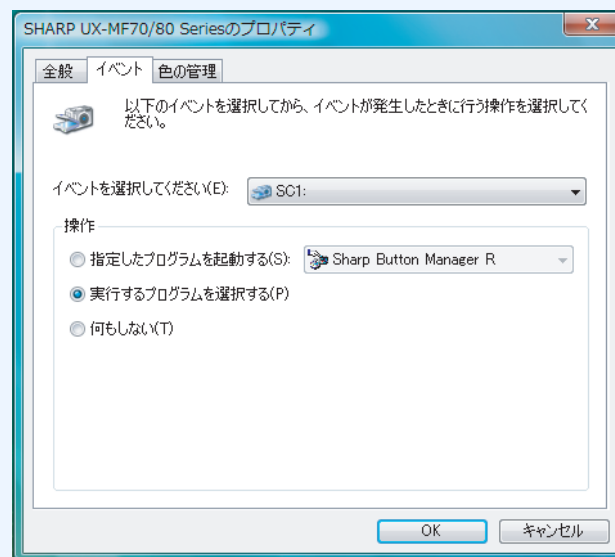 SHARP UX-MF70/80 Seriesのプロパティ
全般 イベント 色の管理
以下のイベントを選択してから、イベントが発生したときに行う操作を選択してく
ださい。
イベントを選択してください(E): SC1:
操作
指定したプログラムを起動する(S): Sharp Button Manager R
実行するプログラムを選択する(P)
何もしない(T)
OK キャンセル